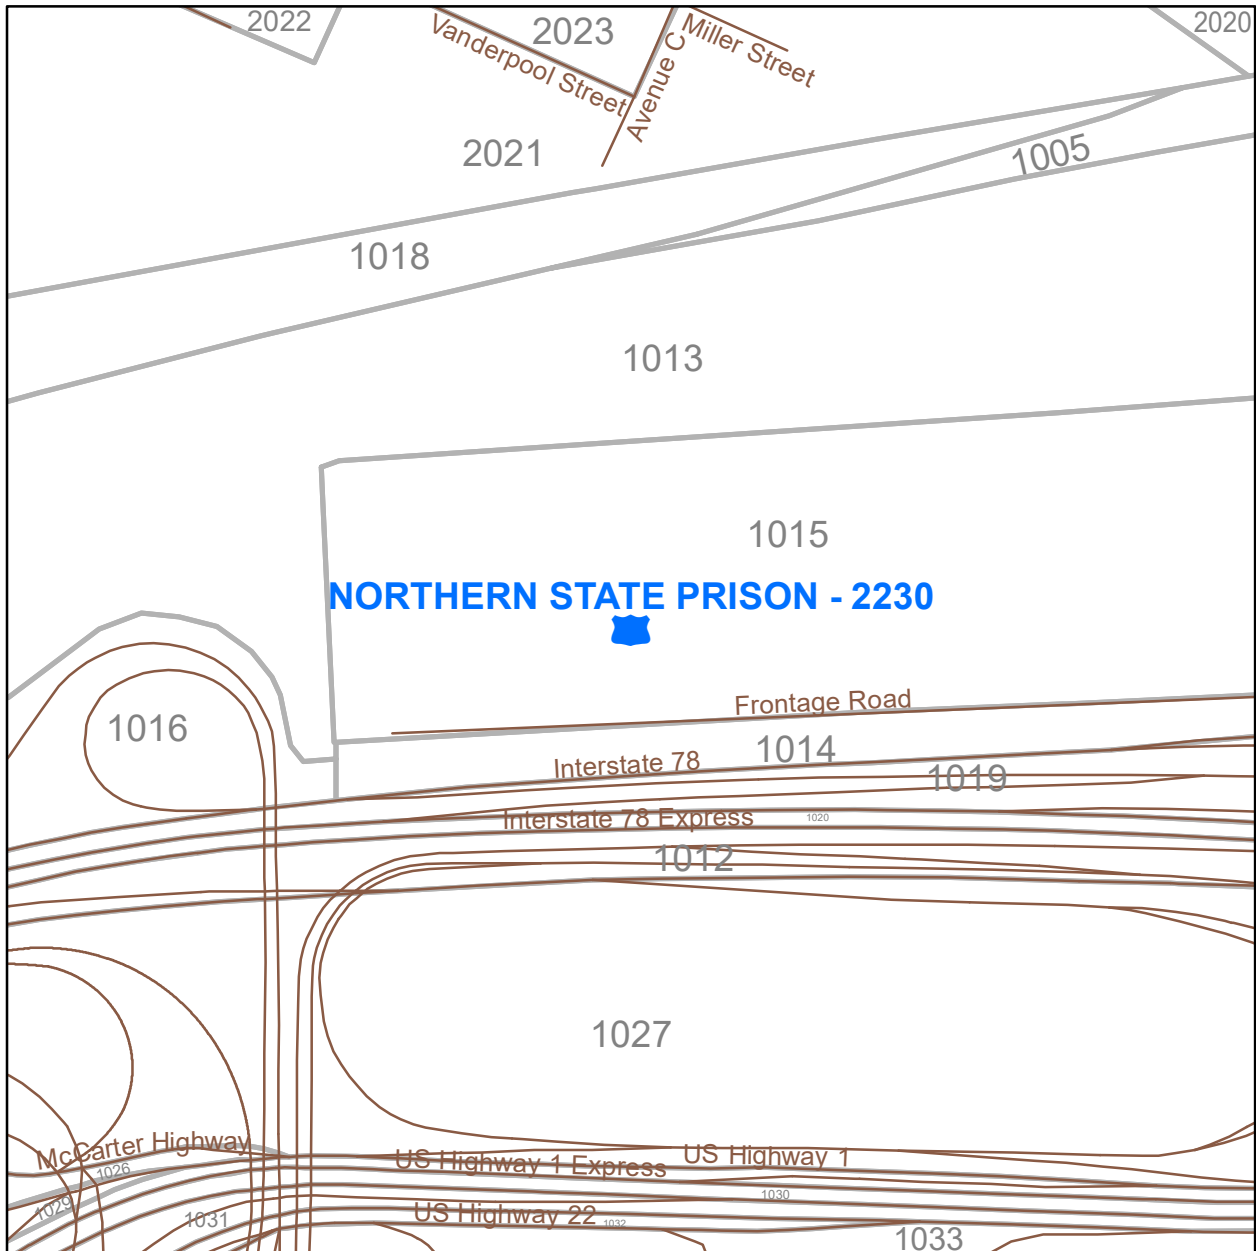 2022
2023
2020
Vanderpool Street
Avenue C
Miller Street
2021
1005
1018
1013
1015
NORTHERN STATE PRISON - 2230
Frontage Road
1016
1014
Interstate 78
1019
Interstate 78 Express
1020
1012
1027
McCarter Highway
US Highway 1
US Highway 1 Express
1026
1030
1029
1031
US Highway 22
1032
1033